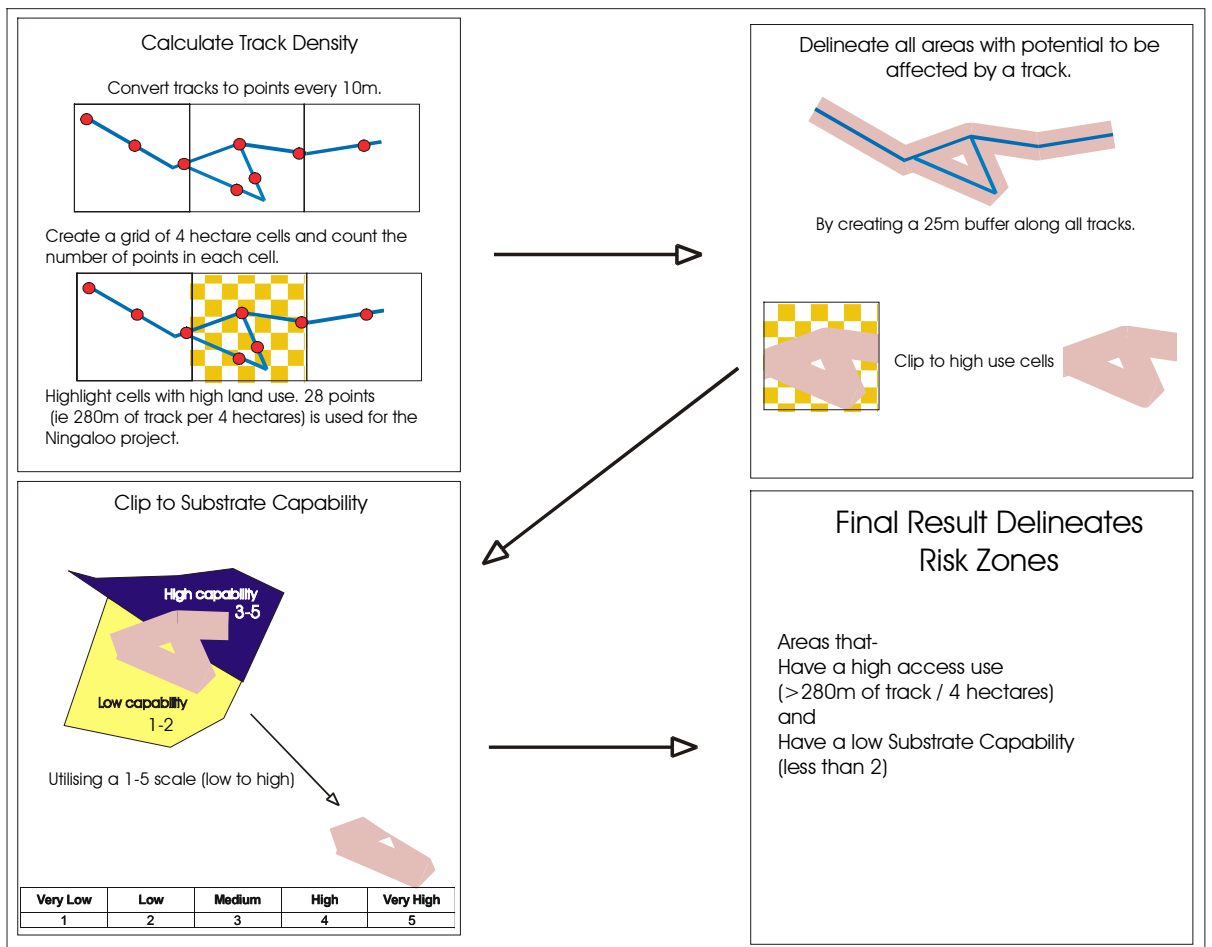 Calculate Track Density
Convert tracks to points every 10m.
Create a grid of 4 hectare cells and count the
number of points in each cell.
Highlight cells with high land use. 28 points
(ie 280m of track per 4 hectares) is used for the
Ningaloo project.
Delineate all areas with potential to be
affected by a track.
By creating a 25m buffer along all tracks.
Clip to high use cells
Clip to Substrate Capability
High capability
3-5
Low capability
1-2
Utilising a 1-5 scale (low to high)
Very Low Low Medium High Very High
1 2 3 4 5
Final Result Delineates
Risk Zones
Areas that-
Have a high access use
(>280m of track / 4 hectares)
and
Have a low Substrate Capability
(less than 2)